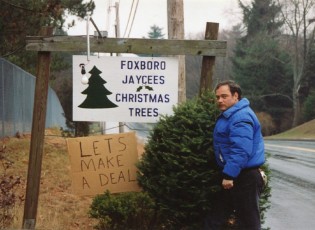 FOXBORO
JAYCEES
CHRISTMAS
TREES
LETS
MAKE
A DEAL